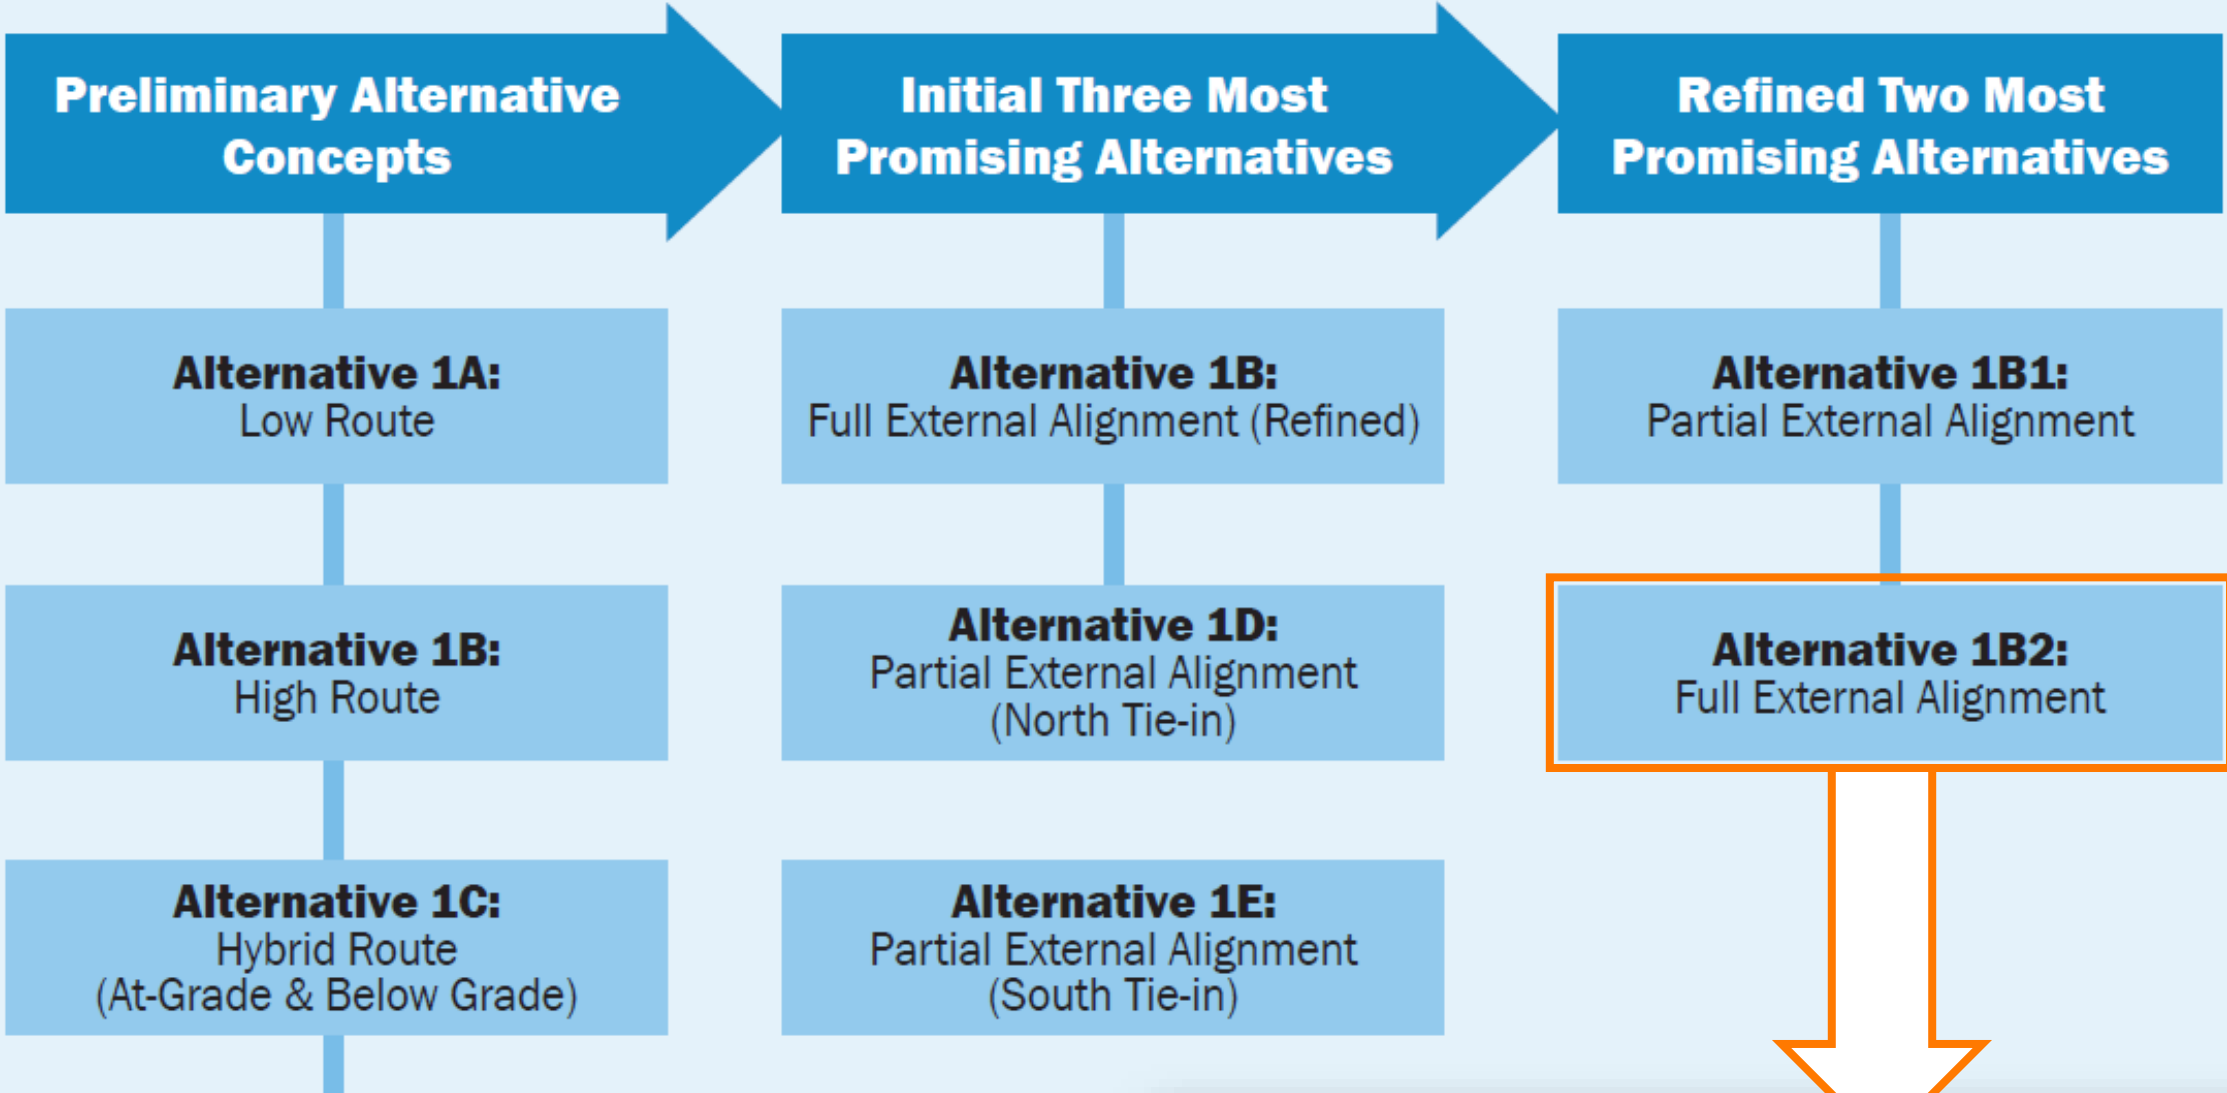 Preliminary Alternative
Concepts
Initial Three Most
Promising Alternatives
Refined Two Most
Promising Alternatives
Alternative 1A:
Low Route
Alternative 1B:
High Route
Alternative 1C:
Hybrid Route
(At-Grade & Below Grade)
Alternative 1B:
Full External Alignment (Refined)
Alternative 1D:
Partial External Alignment
(North Tie-in)
Alternative 1E:
Partial External Alignment
(South Tie-in)
Alternative 1B1:
Partial External Alignment
Alternative 1B2:
Full External Alignment